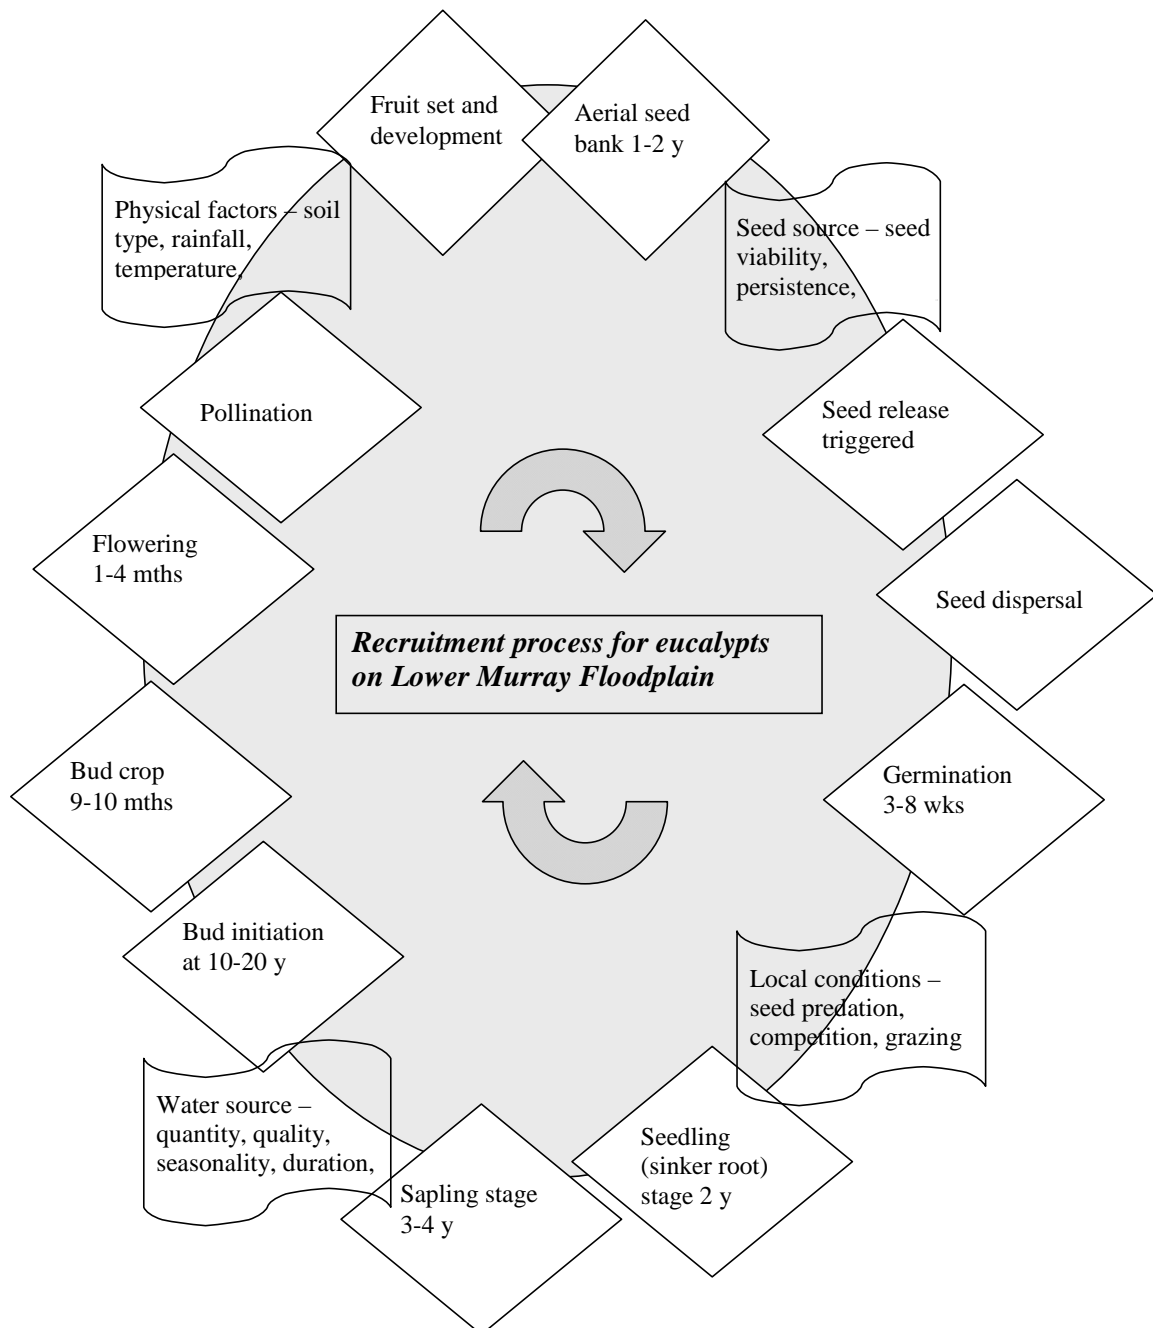 Fruit set and
development
Aerial seed
bank 1-2 y
Physical factors – soil
type, rainfall,
temperature,
Seed source – seed
viability,
persistence,
Pollination
Seed release
triggered
Flowering
1-4 mths
Seed dispersal
Recruitment process for eucalypts
on Lower Murray Floodplain
Bud crop
9-10 mths
Germination
3-8 wks
Bud initiation
at 10-20 y
Local conditions –
seed predation,
competition, grazing
Water source –
quantity, quality,
seasonality, duration,
Seedling
(sinker root)
stage 2 y
Sapling stage
3-4 y